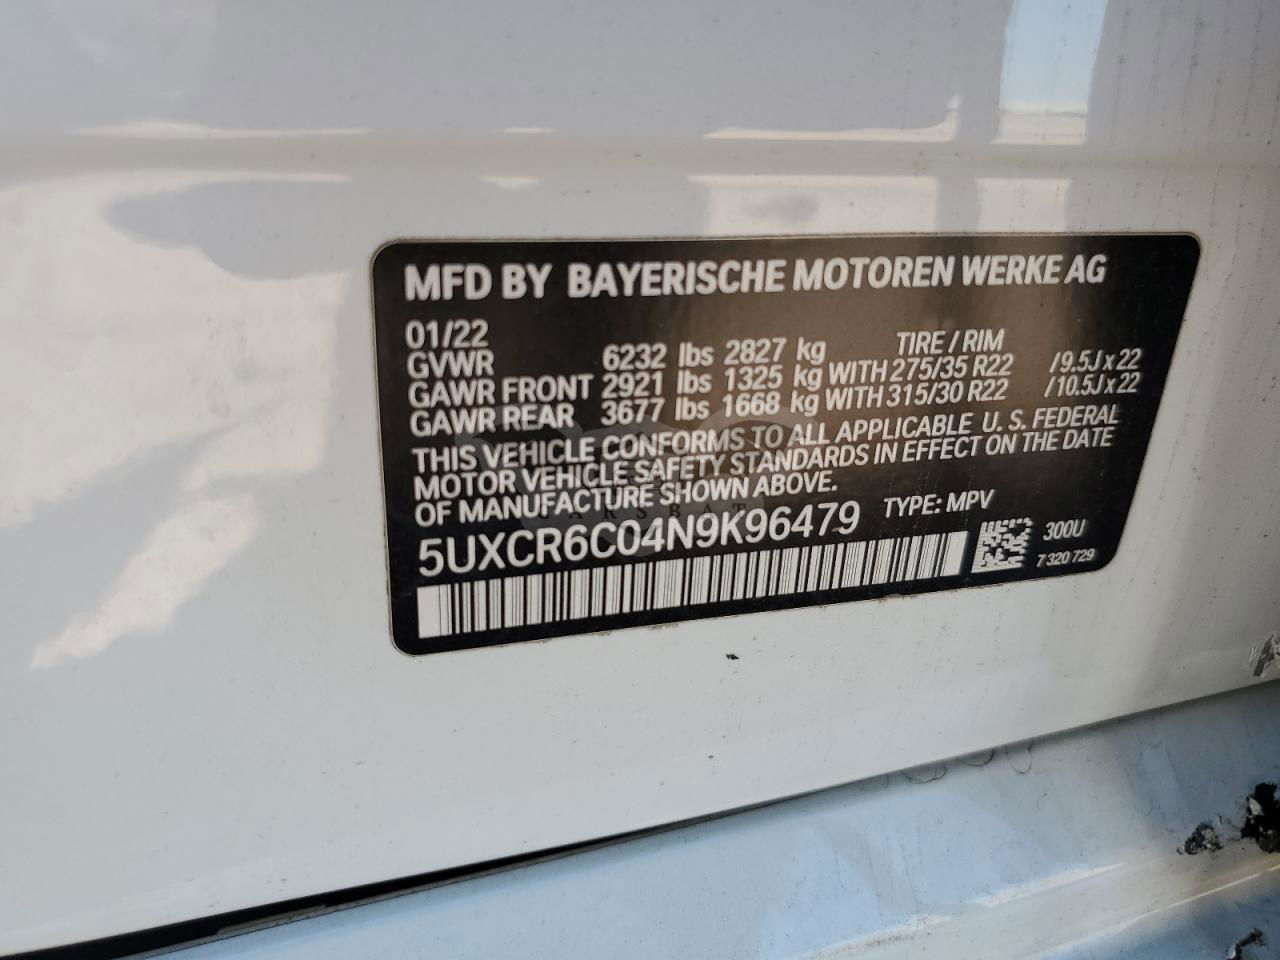 MFD BY BAYERISCHE MOTOREN WERKE AG
01/22 TIRE / RIM
GVWR 6232 lbs 2827 kg
GAWR FRONT 2921 lbs 1325 kg WITH 275/35 R22 /9.5J x 22
GAWR REAR 3677 lbs 1668 kg WITH 315/30 R22 /10.5J x 22
THIS VEHICLE CONFORMS TO ALL APPLICABLE U. S. FEDERAL
MOTOR VEHICLE SAFETY STANDARDS IN EFFECT ON THE DATE
OF MANUFACTURE SHOWN ABOVE.
5UXCR6C04N9K96479 TYPE: MPV
300U
7 320 729